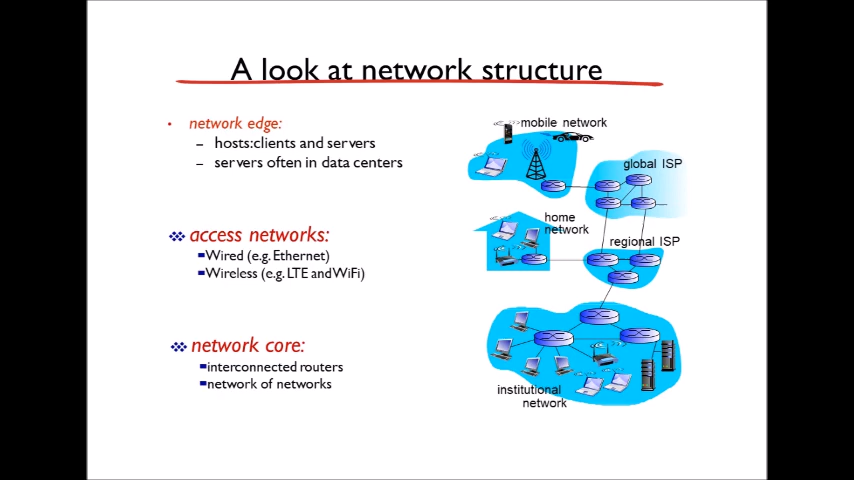 A look at network structure
• network edge:
– hosts:clients and servers
– servers often in data centers
access networks:
Wired (e.g. Ethernet)
Wireless (e.g. LTE andWiFi)
network core:
interconnected routers
network of networks
mobile network
global ISP
home
network
regional ISP
institutional
network